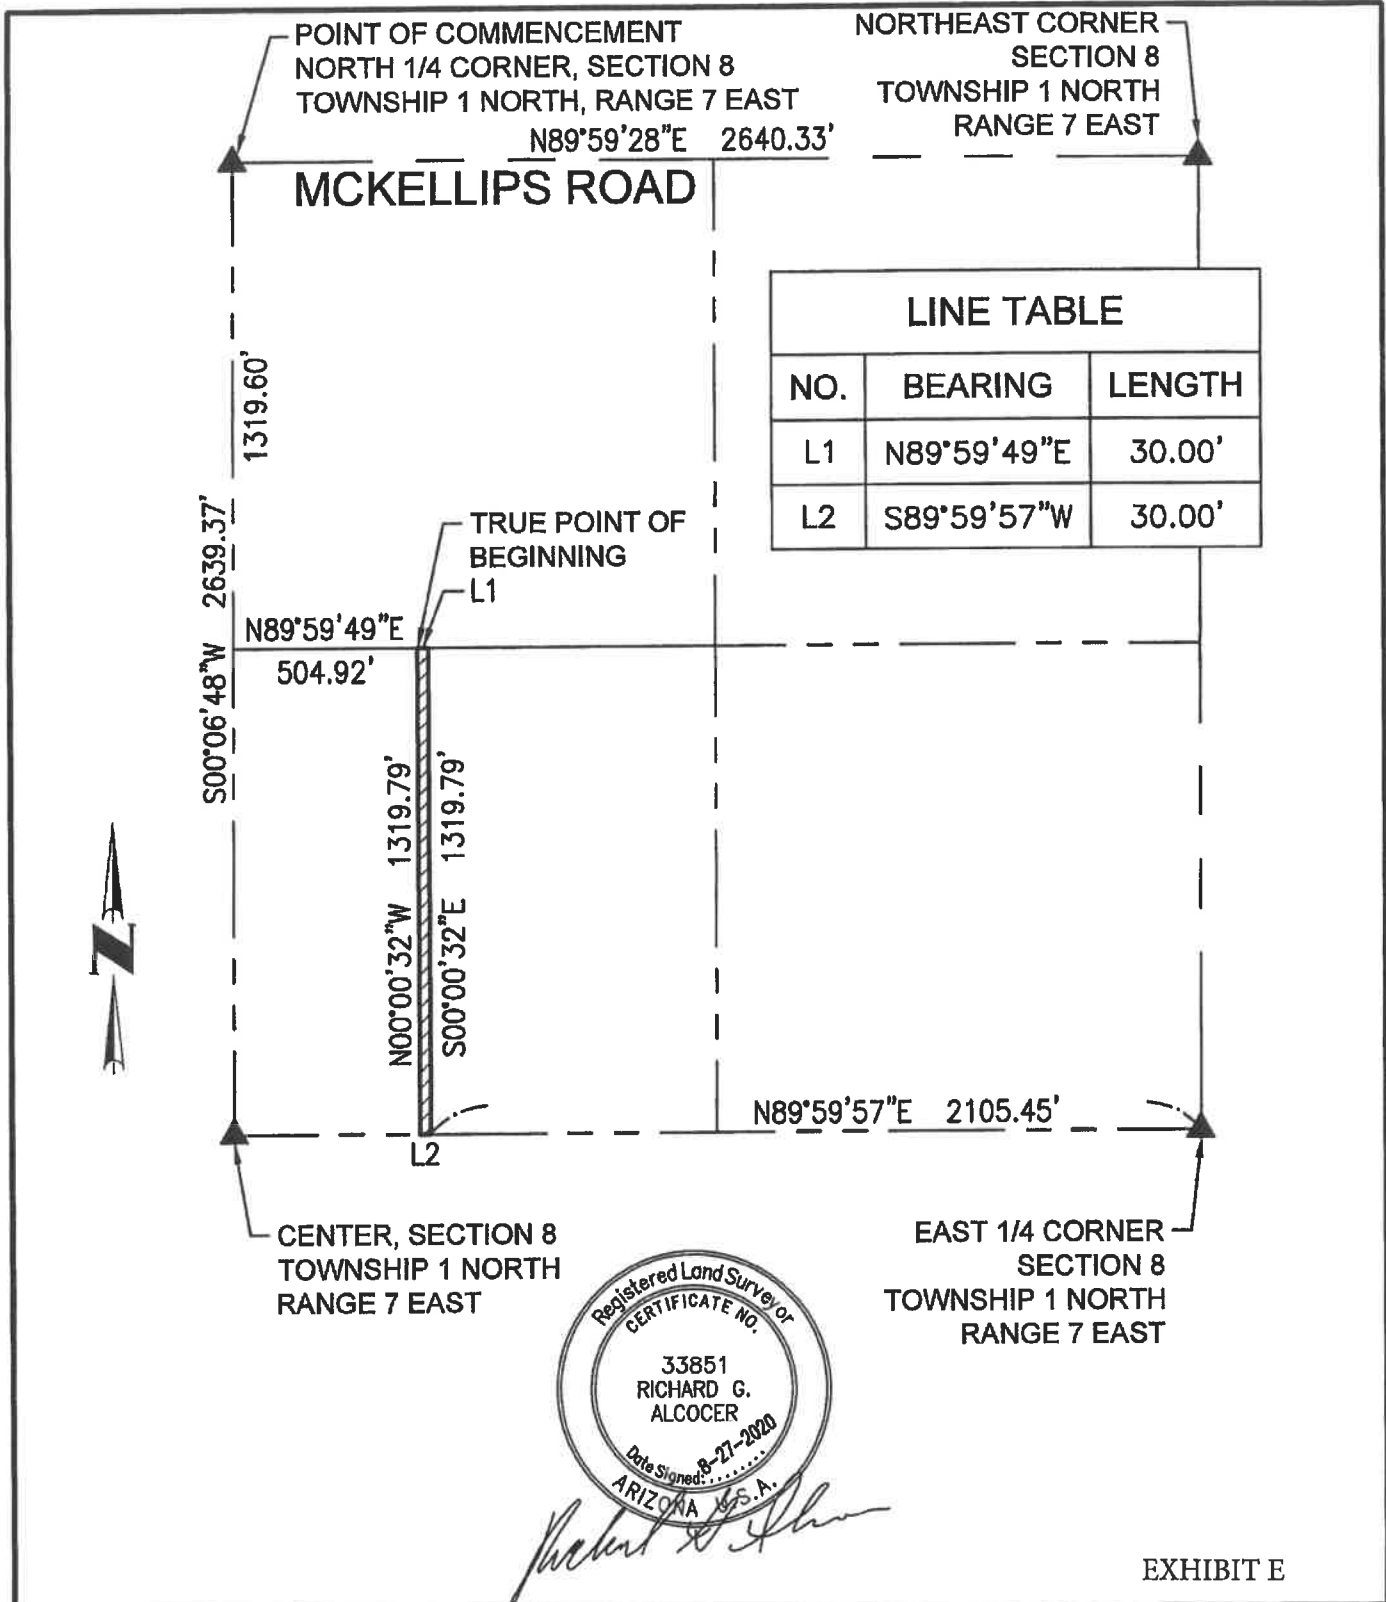 POINT OF COMMENCEMENT
NORTH 1/4 CORNER, SECTION 8
TOWNSHIP 1 NORTH, RANGE 7 EAST
NORTHEAST CORNER
SECTION 8
TOWNSHIP 1 NORTH
RANGE 7 EAST
N89°59'28"E 2640.33'
MCKELLIPS ROAD
1319.60'
S00°06'48"W 2639.37'
LINE TABLE
NO. BEARING LENGTH
L1 N89°59'49"E 30.00'
L2 S89°59'57"W 30.00'
TRUE POINT OF
BEGINNING
L1
N89°59'49"E
504.92'
N00°00'32"W 1319.79'
S00°00'32"E 1319.79'
N
N89°59'57"E 2105.45'
L2
CENTER, SECTION 8
TOWNSHIP 1 NORTH
RANGE 7 EAST
EAST 1/4 CORNER
SECTION 8
TOWNSHIP 1 NORTH
RANGE 7 EAST
Registered Land Surveyor
CERTIFICATE NO.
33851
RICHARD G.
ALCOCER
Date Signed: 8-27-2020
ARIZONA U.S.A.
EXHIBIT E